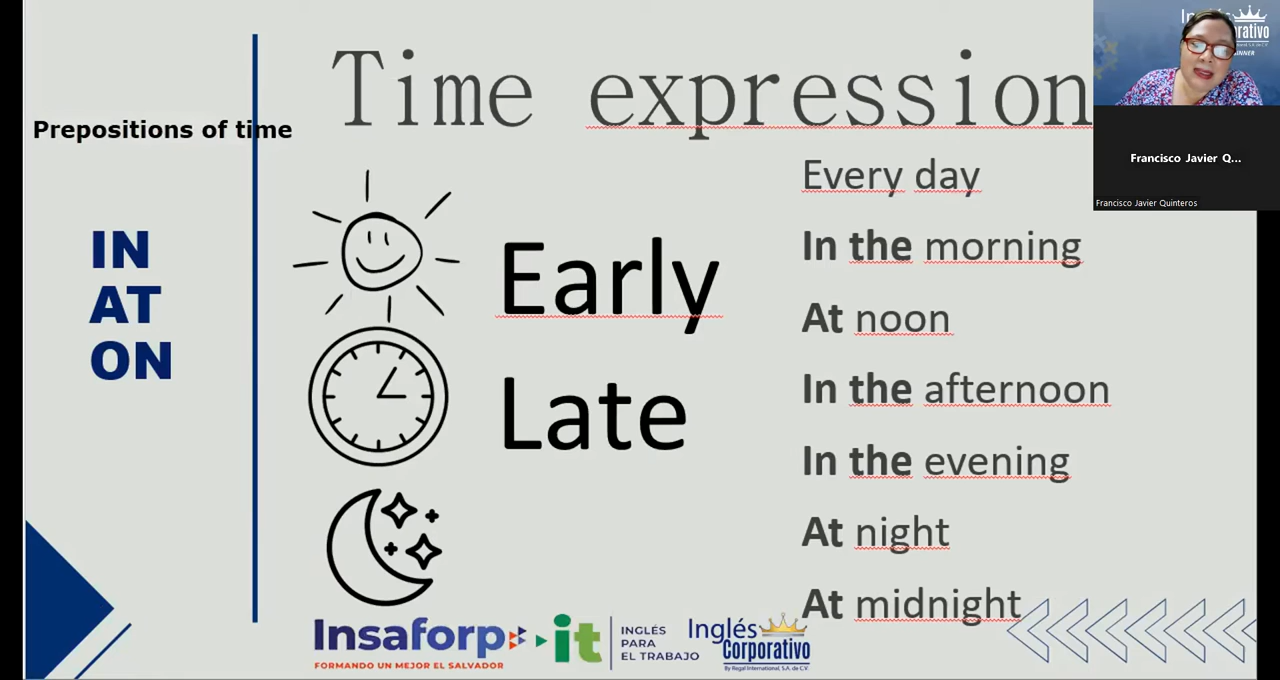 Time expression
Prepositions of time
IN
AT
ON
Early
Late
Every day
In the morning
At noon
In the afternoon
In the evening
At night
At midnight
Insaforp
FORMANDO UN MEJOR EL SALVADOR
it
INGLÉS
PARA
EL TRABAJO
Inglés
Corporativo
By Regal International, S.A. de C.V.
Francisco Javier Q...
Francisco Javier Quinteros